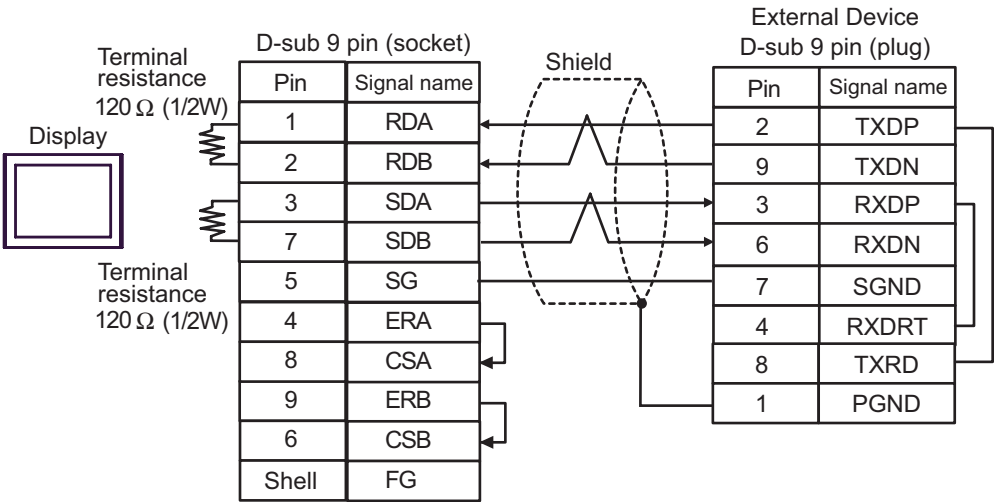 External Device
D-sub 9 pin (socket)
D-sub 9 pin (plug)
Terminal
resistance
120 Ω (1/2W)
Shield
Display
Pin Signal name
1 RDA
2 RDB
3 SDA
7 SDB
5 SG
4 ERA
8 CSA
9 ERB
6 CSB
Shell FG
Terminal
resistance
120 Ω (1/2W)
Pin Signal name
2 TXDP
9 TXDN
3 RXDP
6 RXDN
7 SGND
4 RXDRT
8 TXRD
1 PGND